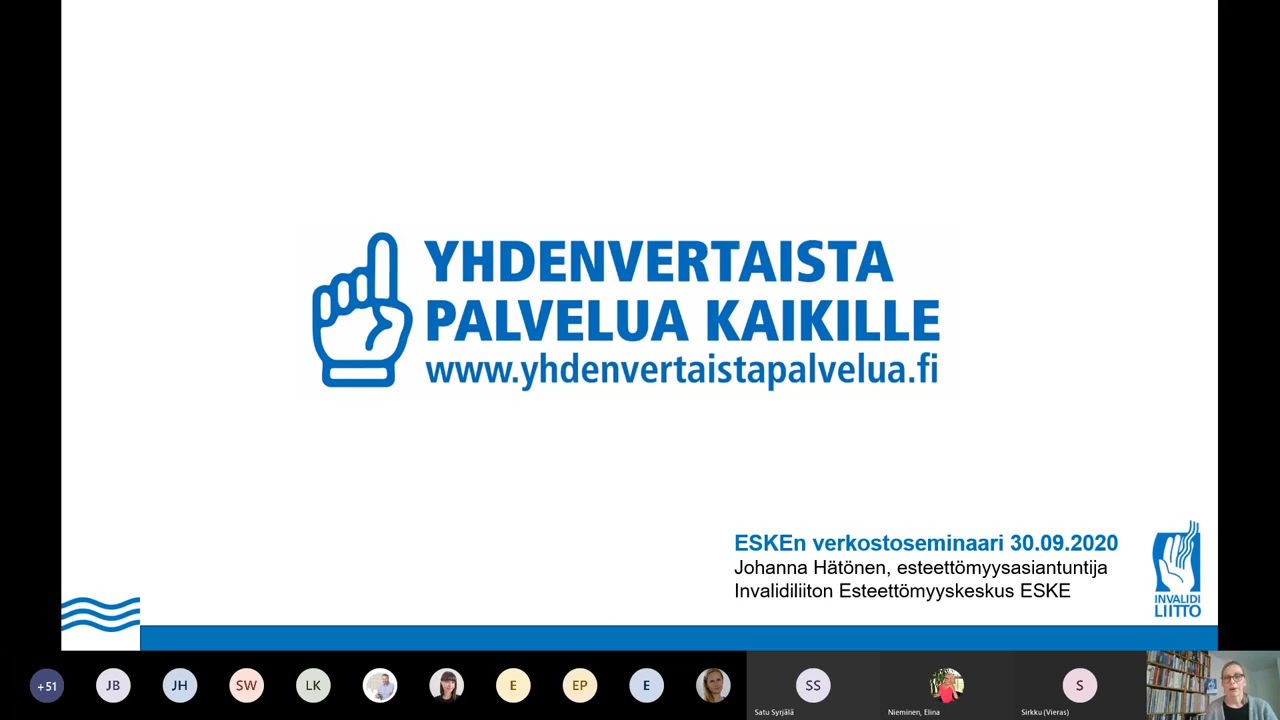 YHDENVERTAISTA
PALVELUA KAIKILLE
www.yhdenvertaistapalvelua.fi
ESKEn verkostoseminaari 30.09.2020
Johanna Hätönen, esteettömyysasiantuntija
Invalidiliiton Esteettömyyskeskus ESKE
INVALIDI
LIITTO
+51
JB
JH
SW
LK
E
EP
E
SS
S
Satu Syrjälä
Nieminen, Elina
Sirkku (Vieras)